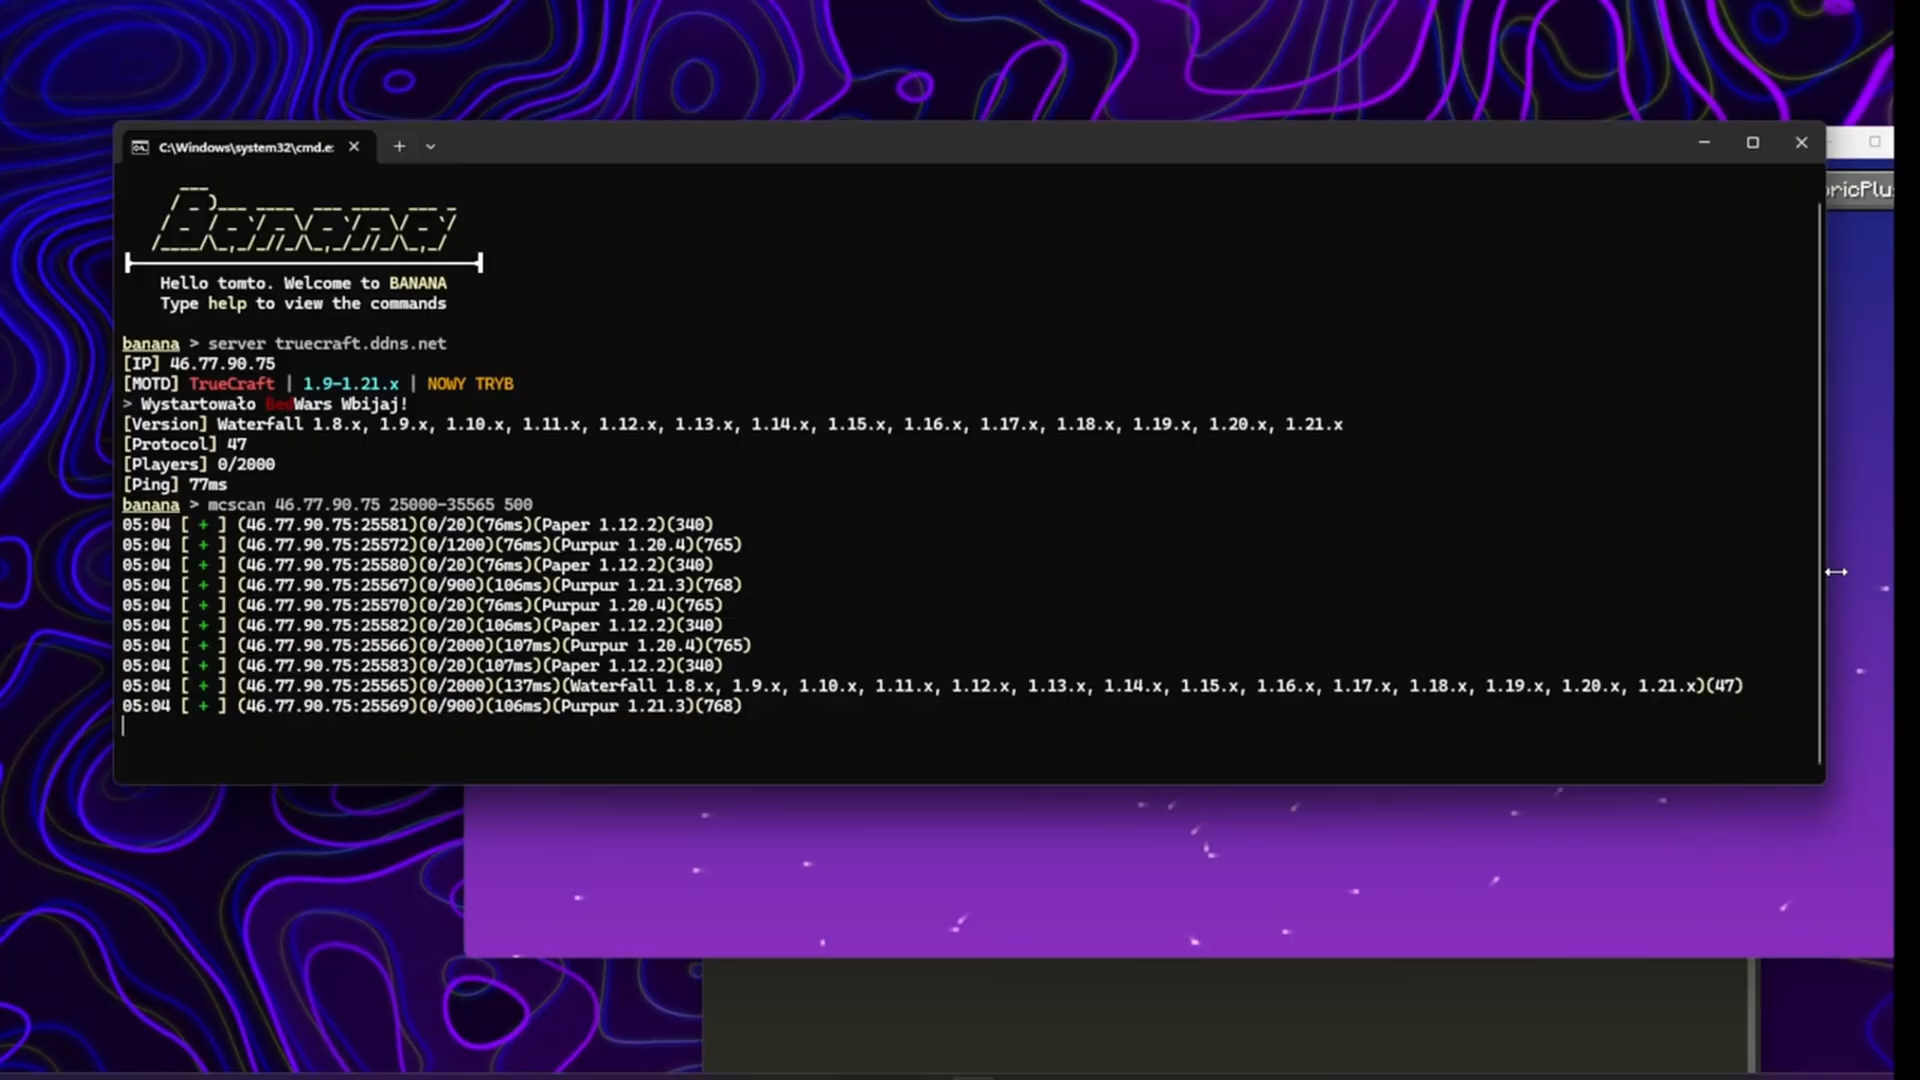 C:\Windows\system32\cmd.e:
oricPlu
Banana
Hello tomto. Welcome to BANANA
Type help to view the commands
banana > server truecraft.ddns.net
[IP] 46.77.90.75
[MOTD] TrueCraft | 1.9-1.21.x | NOWY TRYB
> Wystartowało BedWars Wbijaj!
[Version] Waterfall 1.8.x, 1.9.x, 1.10.x, 1.11.x, 1.12.x, 1.13.x, 1.14.x, 1.15.x, 1.16.x, 1.17.x, 1.18.x, 1.19.x, 1.20.x, 1.21.x
[Protocol] 47
[Players] 0/2000
[Ping] 77ms
banana > mcscan 46.77.90.75 25000-35565 500
05:04 [ + ] (46.77.90.75:25581)(0/20)(76ms)(Paper 1.12.2)(340)
05:04 [ + ] (46.77.90.75:25572)(0/1200)(76ms)(Purpur 1.20.4)(765)
05:04 [ + ] (46.77.90.75:25580)(0/20)(76ms)(Paper 1.12.2)(340)
05:04 [ + ] (46.77.90.75:25567)(0/900)(106ms)(Purpur 1.21.3)(768)
05:04 [ + ] (46.77.90.75:25570)(0/20)(76ms)(Purpur 1.20.4)(765)
05:04 [ + ] (46.77.90.75:25582)(0/20)(106ms)(Paper 1.12.2)(340)
05:04 [ + ] (46.77.90.75:25566)(0/2000)(107ms)(Purpur 1.20.4)(765)
05:04 [ + ] (46.77.90.75:25583)(0/20)(107ms)(Paper 1.12.2)(340)
05:04 [ + ] (46.77.90.75:25565)(0/2000)(137ms)(Waterfall 1.8.x, 1.9.x, 1.10.x, 1.11.x, 1.12.x, 1.13.x, 1.14.x, 1.15.x, 1.16.x, 1.17.x, 1.18.x, 1.19.x, 1.20.x, 1.21.x)(47)
05:04 [ + ] (46.77.90.75:25569)(0/900)(106ms)(Purpur 1.21.3)(768)